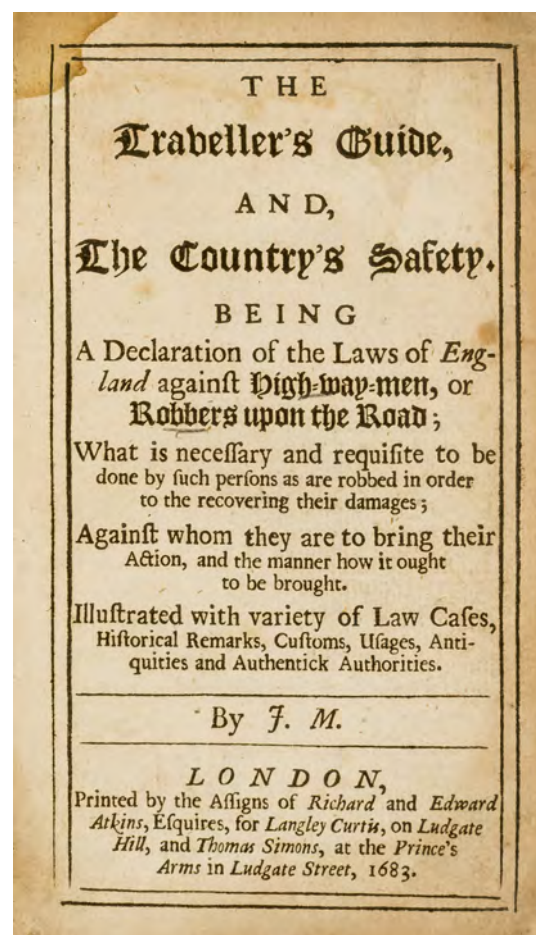 THE
Traveller's Guide,
AND,
The Country's Safety.
BEING
A Declaration of the Laws of Eng-
land againſt High-way-men, or
Robbers upon the Road;
What is neceſſary and requiſite to be
done by ſuch perſons as are robbed in order
to the recovering their damages;
Againſt whom they are to bring their
Action, and the manner how it ought
to be brought.
Illuſtrated with variety of Law Caſes,
Hiſtorical Remarks, Cuſtoms, Uſages, Anti-
quities and Authentick Authorities.
By J. M.
LONDON,
Printed by the Aſſigns of Richard and Edward
Atkins, Eſquires, for Langley Curtis, on Ludgate
Hill, and Thomas Simons, at the Prince's
Arms in Ludgate Street, 1683.